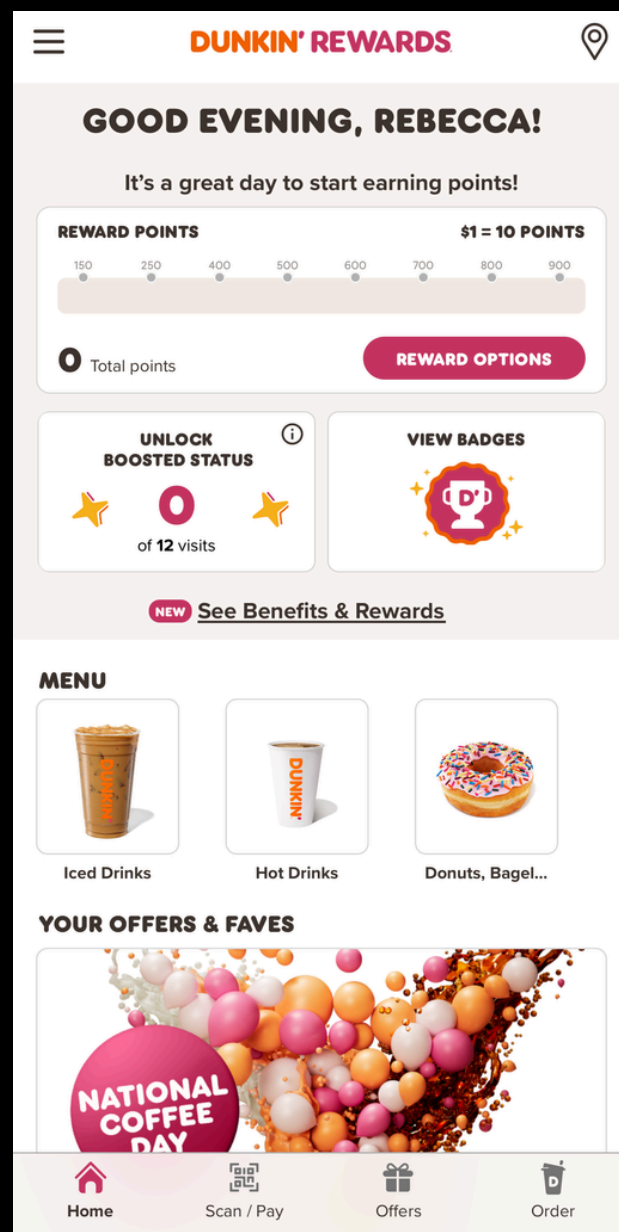 DUNKIN' REWARDS
GOOD EVENING, REBECCA!
It's a great day to start earning points!
REWARD POINTS
$1 = 10 POINTS
150 250 400 500 600 700 800 900
0 Total points
REWARD OPTIONS
UNLOCK
BOOSTED STATUS
0
of 12 visits
VIEW BADGES
D'
NEW See Benefits & Rewards
MENU
DUNKIN'
DUNKIN'
Iced Drinks
Hot Drinks
Donuts, Bagel...
YOUR OFFERS & FAVES
NATIONAL
COFFEE
DAY
Home
Scan / Pay
Offers
D
Order